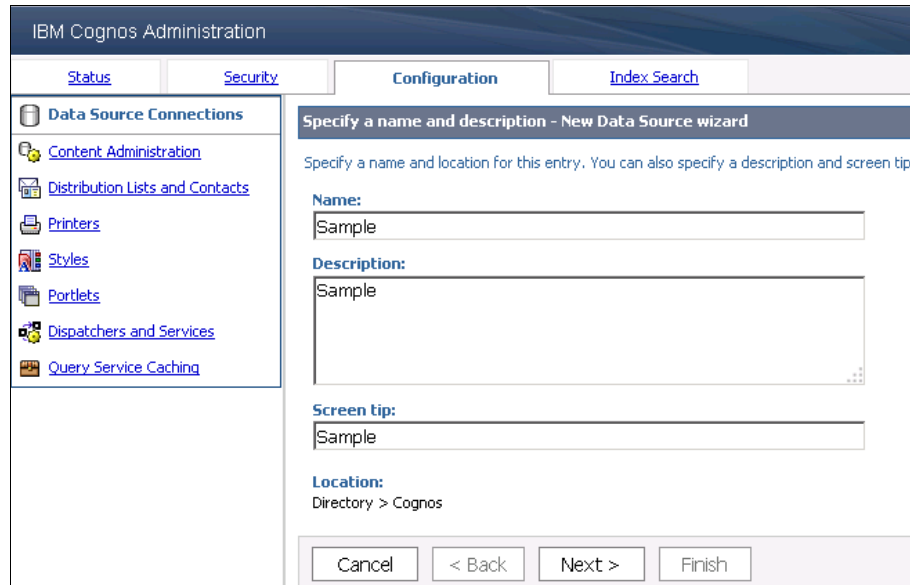 IBM Cognos Administration
Status Security Configuration Index Search
Data Source Connections
Content Administration
Distribution Lists and Contacts
Printers
Styles
Portlets
Dispatchers and Services
Query Service Caching
Specify a name and description - New Data Source wizard
Specify a name and location for this entry. You can also specify a description and screen tip
Name:
Sample
Description:
Sample
Screen tip:
Sample
Location:
Directory > Cognos
Cancel < Back Next > Finish